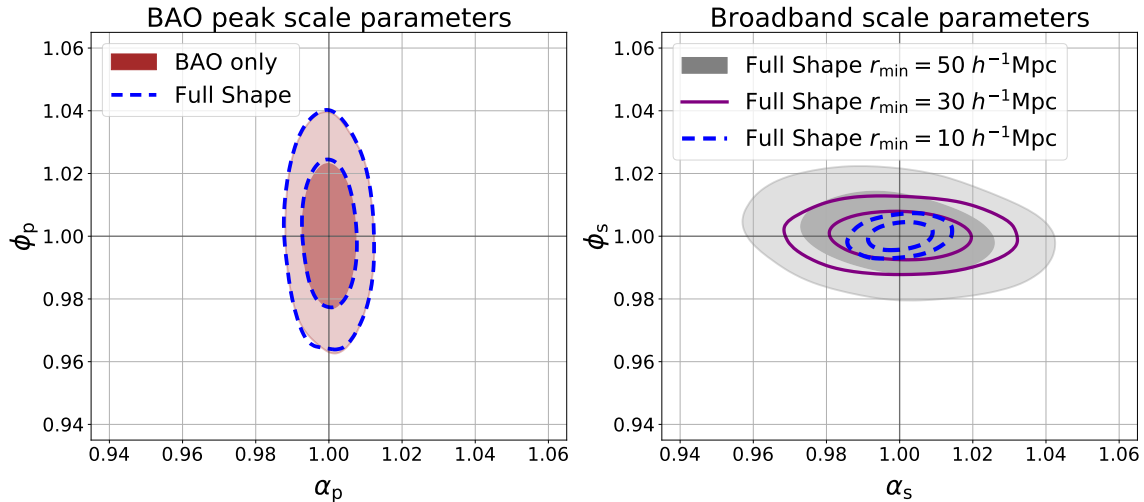 BAO peak scale parameters
BAO only
Full Shape
1.06
1.04
1.02
1.00
0.98
0.96
0.94
ϕp
0.94 0.96 0.98 1.00 1.02 1.04 1.06
αp
Broadband scale parameters
Full Shape rmin = 50 h⁻¹Mpc
Full Shape rmin = 30 h⁻¹Mpc
Full Shape rmin = 10 h⁻¹Mpc
1.06
1.04
1.02
1.00
0.98
0.96
0.94
ϕs
0.94 0.96 0.98 1.00 1.02 1.04 1.06
αs